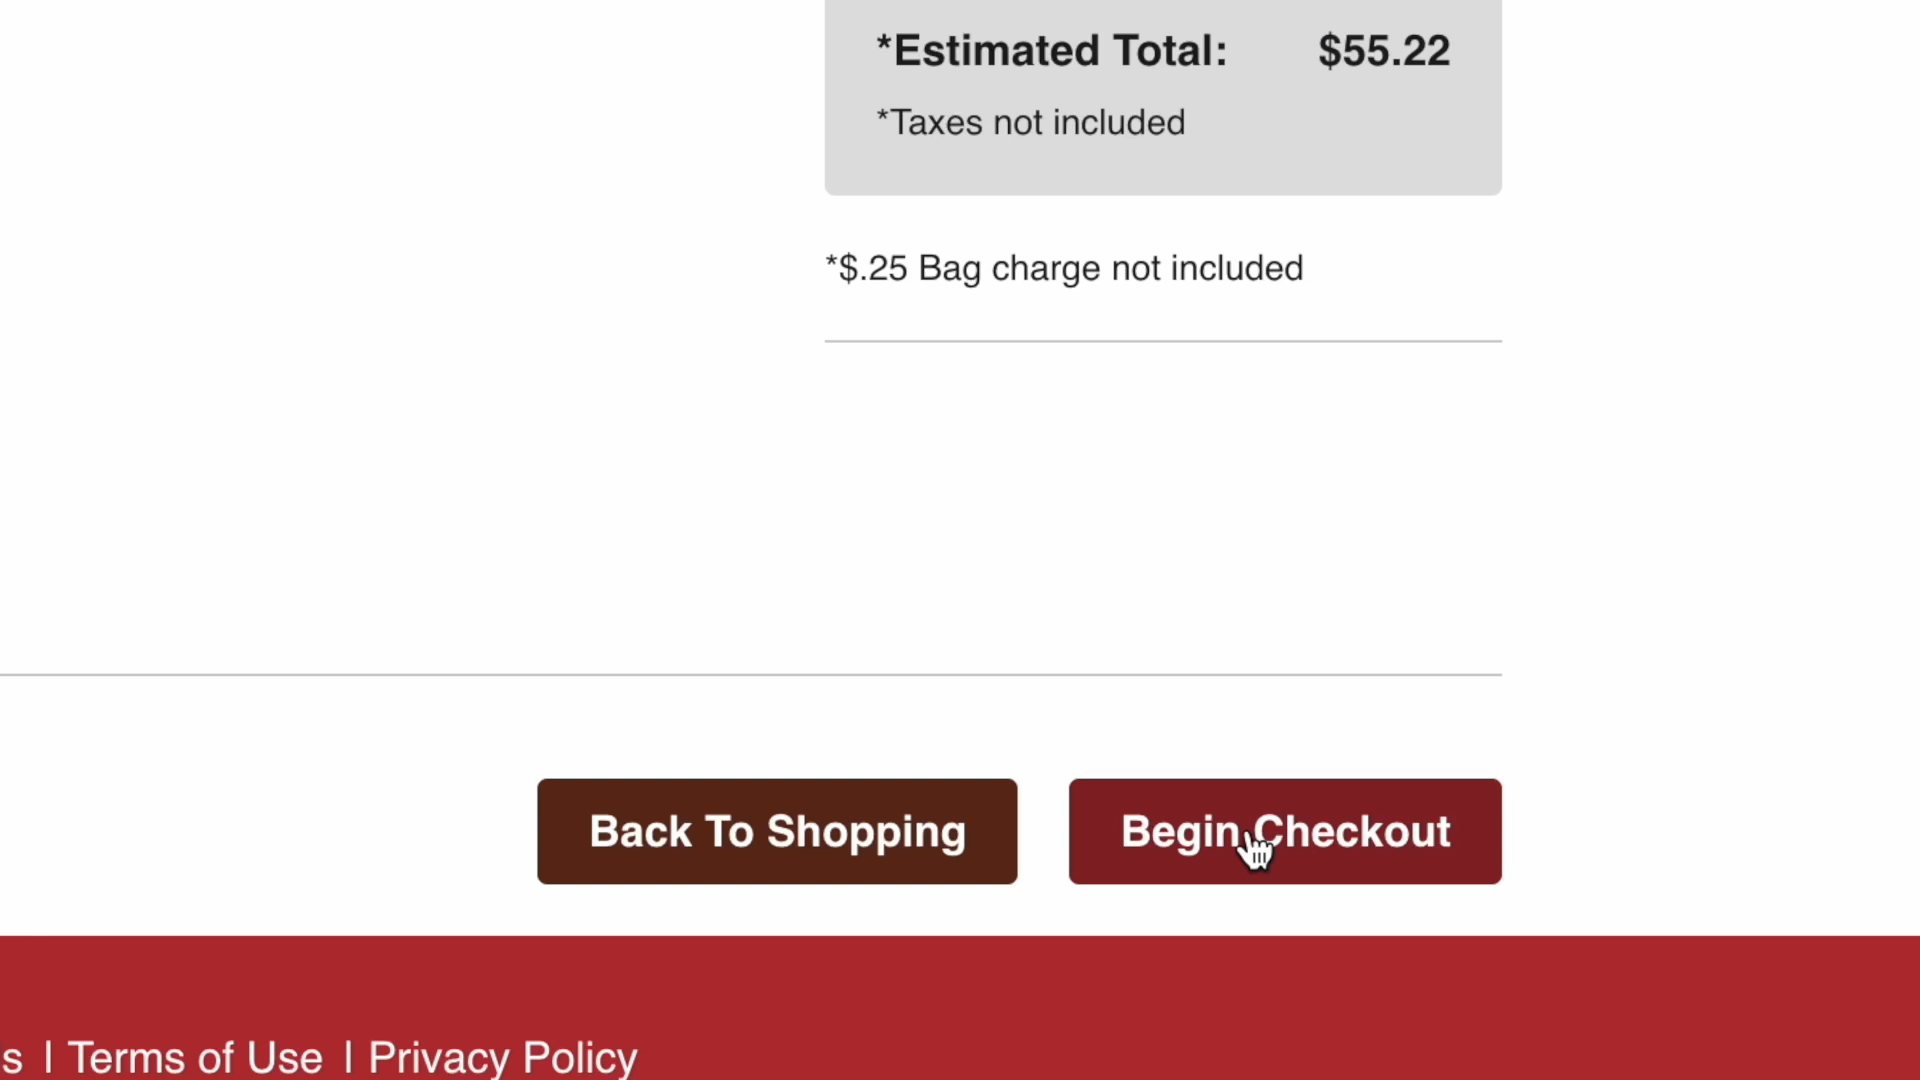 *Estimated Total: $55.22
*Taxes not included
*$.25 Bag charge not included
Back To Shopping Begin Checkout
s | Terms of Use | Privacy Policy